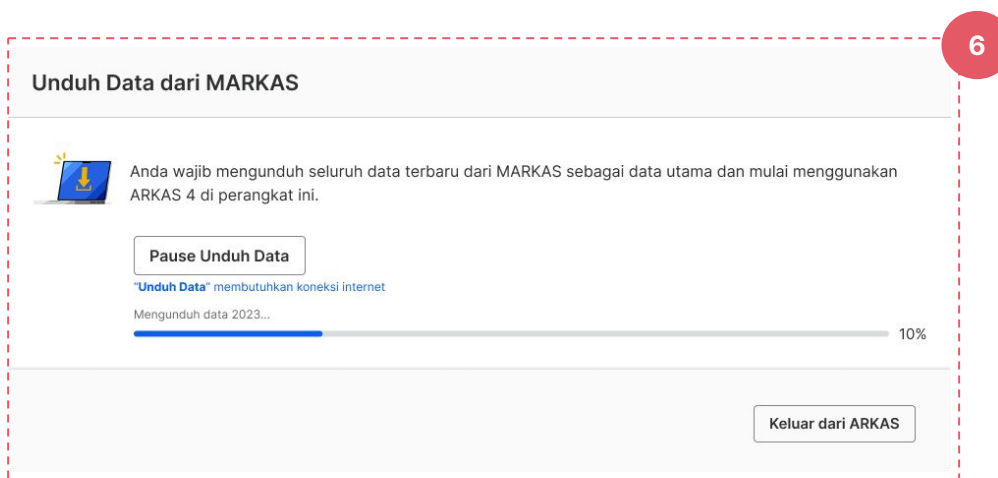 6
Unduh Data dari MARKAS
Anda wajib mengunduh seluruh data terbaru dari MARKAS sebagai data utama dan mulai menggunakan
ARKAS 4 di perangkat ini.
Pause Unduh Data
"Unduh Data" membutuhkan koneksi internet
Mengunduh data 2023...
10%
Keluar dari ARKAS